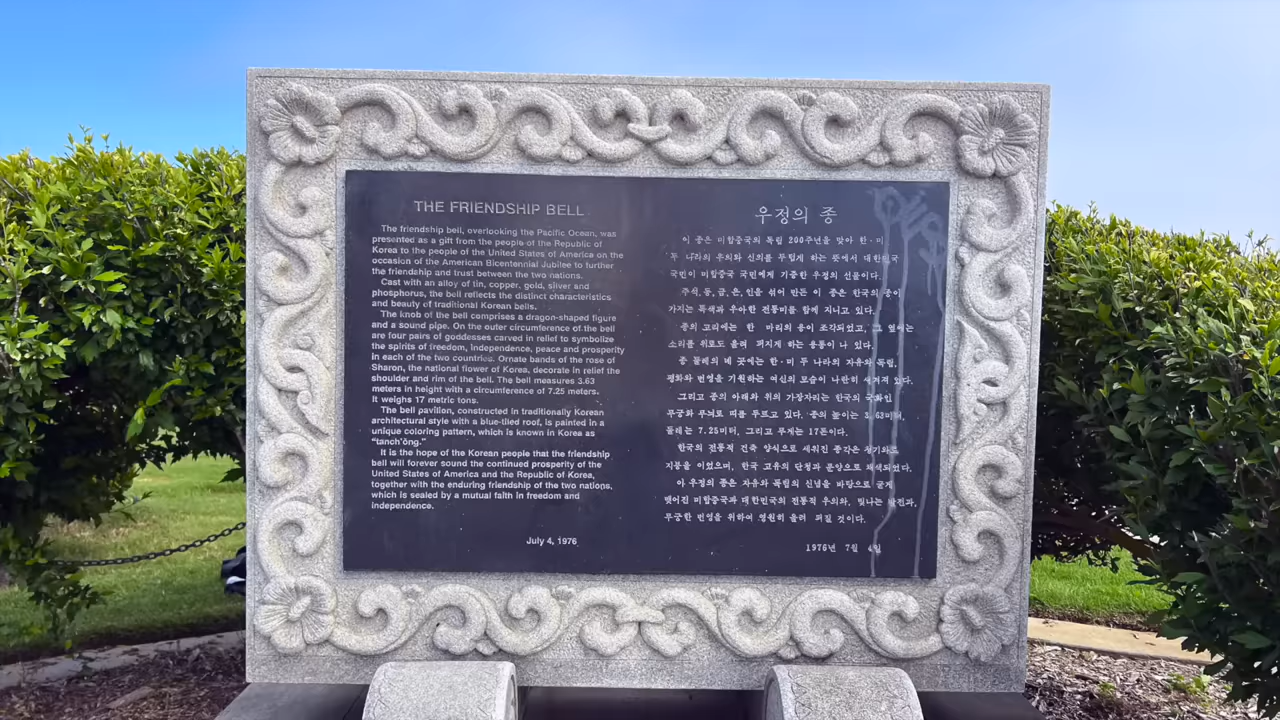 THE FRIENDSHIP BELL
The friendship bell, overlooking the Pacific Ocean, was
presented as a gift from the people of the Republic of
Korea to the people of the United States of America on the
occasion of the American Bicentennial Jubilee to further
the friendship and trust between the two nations.
Cast with an alloy of tin, copper, gold, silver and
phosphorus, the bell reflects the distinct characteristics
and beauty of traditional Korean bells.
The knob of the bell comprises a dragon-shaped figure
and a sound pipe. On the outer circumference of the bell
are four pairs of goddesses carved in relief to symbolize
the spirits of freedom, independence, peace and prosperity
in each of the two countries. Ornate bands of the rose of
Sharon, the national flower of Korea, decorate in relief the
shoulder and rim of the bell. The bell measures 3.63
meters in height with a circumference of 7.25 meters.
It weighs 17 metric tons.
The bell pavilion, constructed in traditionally Korean
architectural style with a blue-tiled roof, is painted in a
unique coloring pattern, which is known in Korea as
“tanch'ŏng.”
It is the hope of the Korean people that the friendship
bell will forever sound the continued prosperity of the
United States of America and the Republic of Korea,
together with the enduring friendship of the two nations,
which is sealed by a mutual faith in freedom and
independence.
July 4, 1976
우정의 종
이 종은 미합중국의 독립 200주년을 맞아 한·미
두 나라의 우의와 신의를 두텁게 하는 뜻에서 대한민국
국민이 미합중국 국민에게 기증한 우정의 선물이다.
주석, 동, 금, 은, 인을 섞어 만든 이 종은 한국의 종이
가지는 특색과 우아한 전통미를 함께 지니고 있다.
종의 고리에는 한 마리의 용이 조각되었고, 그 옆에는
소리를 위로도 울려 퍼지게 하는 용통이 나 있다.
종 둘레의 네 곳에는 한·미 두 나라의 자유와 독립,
평화와 번영을 기원하는 여신의 모습이 나란히 새겨져 있다.
그리고 종의 아래와 위의 가장자리는 한국의 국화인
무궁화 무늬로 띠를 두르고 있다. 종의 높이는 3.63미터,
둘레는 7.25미터, 그리고 무게는 17톤이다.
한국의 전통적 건축 양식으로 세워진 종각은 청기와로
지붕을 이었으며, 한국 고유의 단청과 문양으로 채색되었다.
아 우정의 종은 자유와 독립의 신념을 바탕으로 굳게
맺어진 미합중국과 대한민국의 전통적 우의와, 빛나는 발전과,
무궁한 번영을 위하여 영원히 울려 퍼질 것이다.
1976년 7월 4일